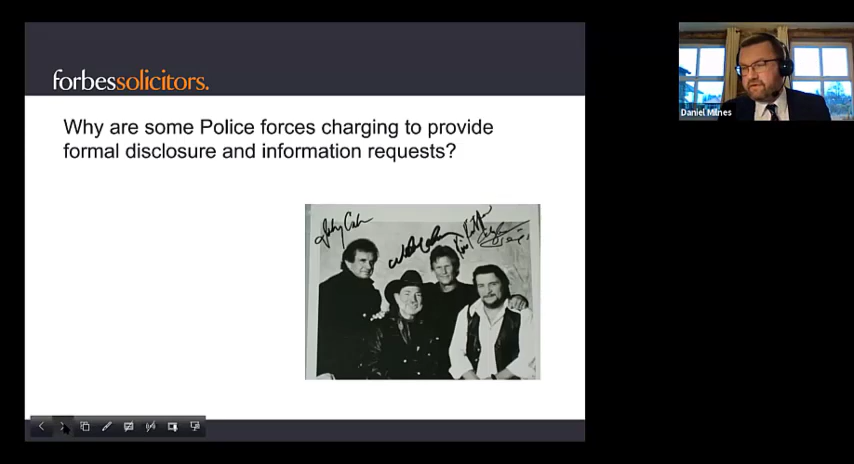 forbessolicitors.
Why are some Police forces charging to provide
formal disclosure and information requests?
Daniel Milnes